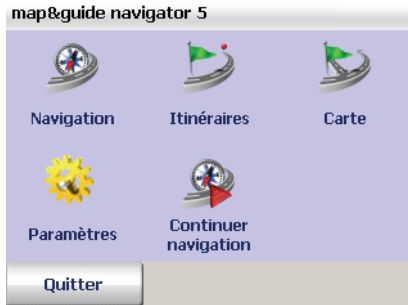 map&guide navigator 5
Navigation Itinéraires Carte
Paramètres Continuer navigation
Quitter